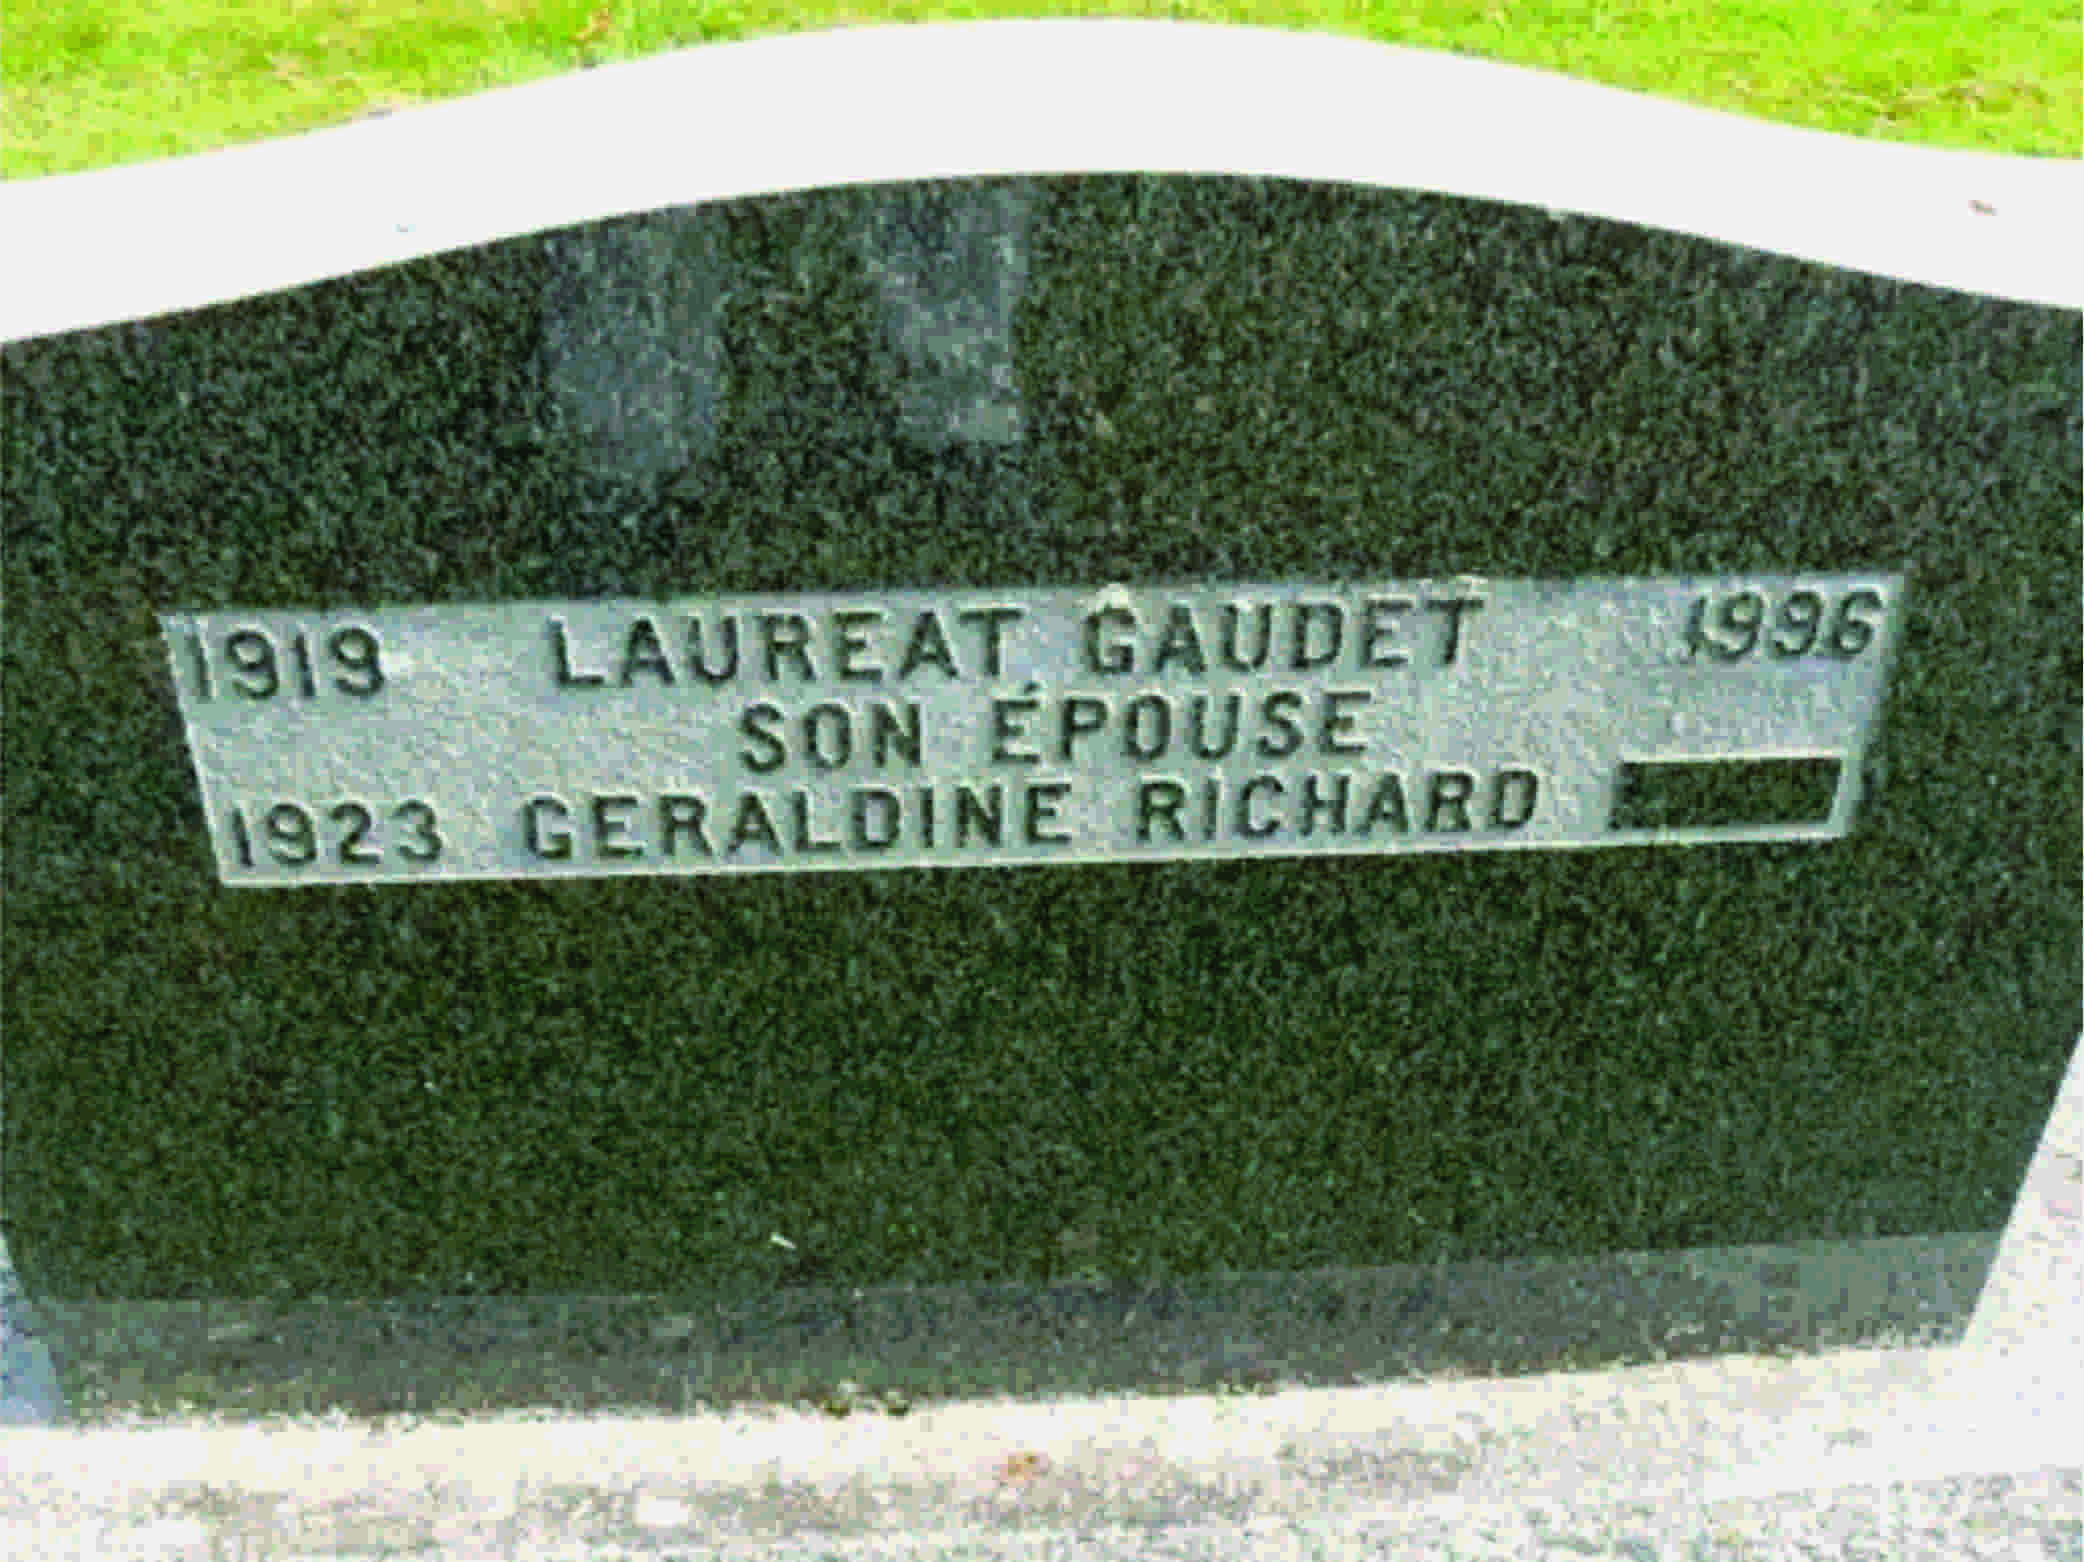 1919 LAUREAT GAUDET 1996
SON ÉPOUSE
1923 GERALDINE RICHARD